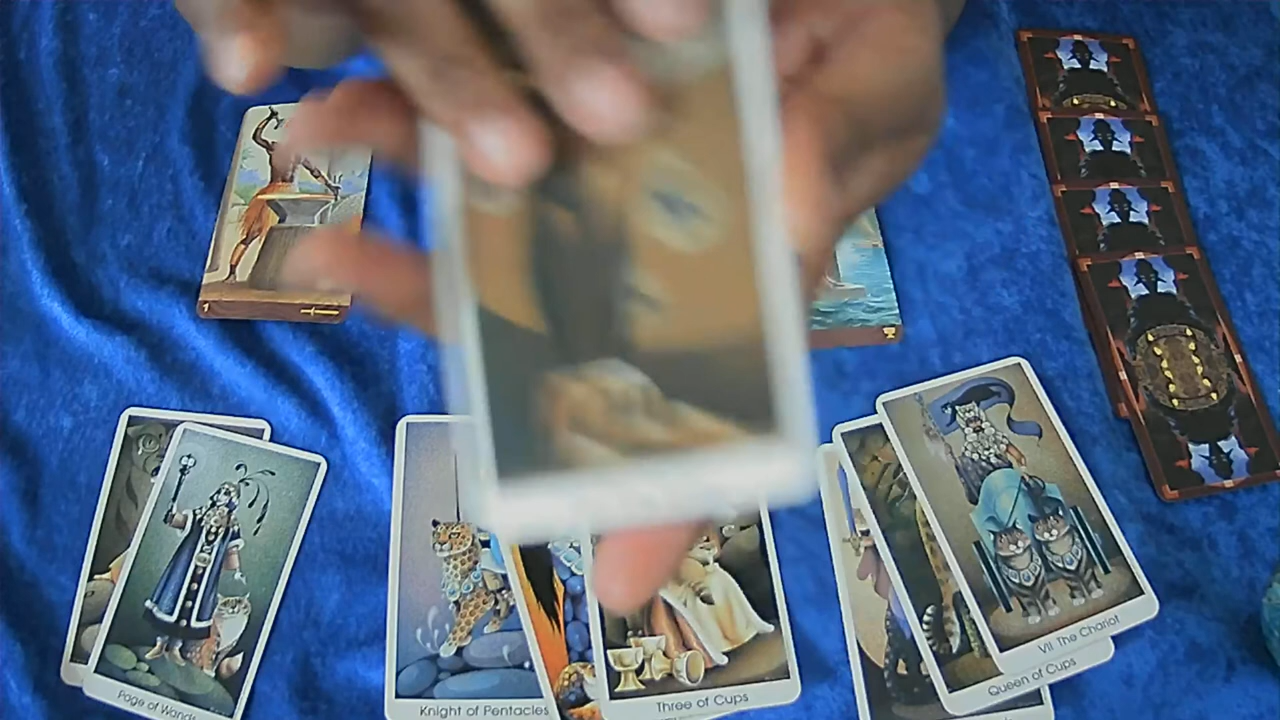 Page of Wands
Knight of Pentacles
Three of Cups
Queen of Cups
VII The Chariot